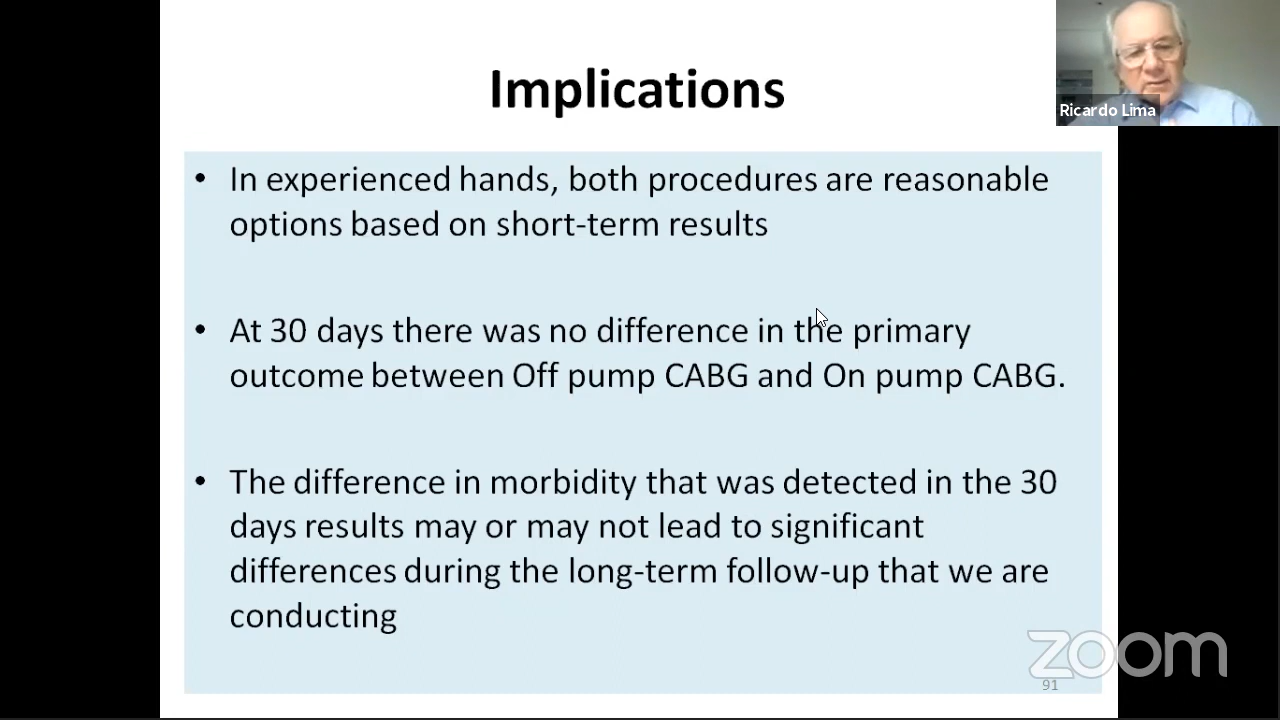 Implications
Ricardo Lima
• In experienced hands, both procedures are reasonable
options based on short-term results
• At 30 days there was no difference in the primary
outcome between Off pump CABG and On pump CABG.
• The difference in morbidity that was detected in the 30
days results may or may not lead to significant
differences during the long-term follow-up that we are
conducting
zoom
91